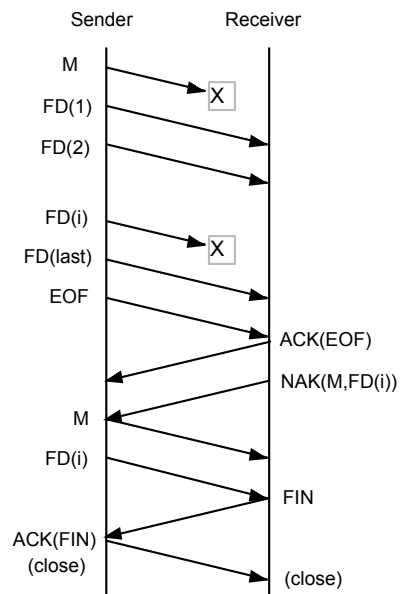 Sender Receiver
M
X
FD(1)
FD(2)
FD(i)
X
FD(last)
EOF
ACK(EOF)
NAK(M,FD(i))
M
FD(i)
FIN
ACK(FIN)
(close)
(close)